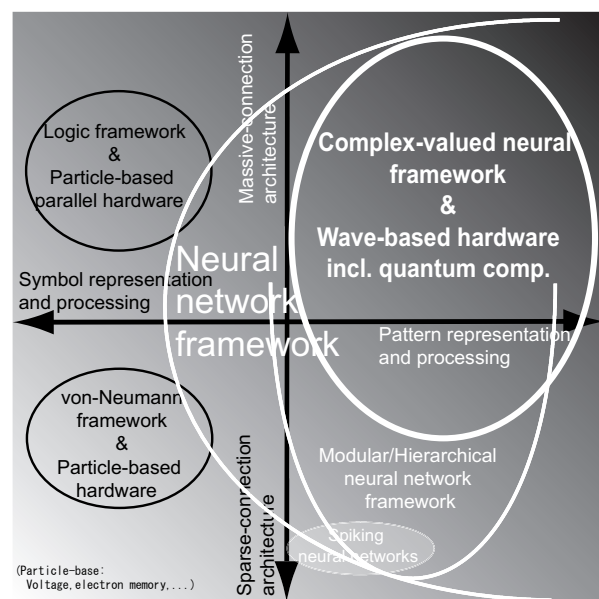 Massive-connection
architecture
Logic framework
&
Particle-based
parallel hardware
Complex-valued neural
framework
&
Wave-based hardware
incl. quantum comp.
Neural
network
framework
Symbol representation
and processing
Pattern representation
and processing
von-Neumann
framework
&
Particle-based
hardware
Modular/Hierarchical
neural network
framework
Sparse-connection
architecture
Spiking
neural networks
(Particle-base:
Voltage,electron memory,...)